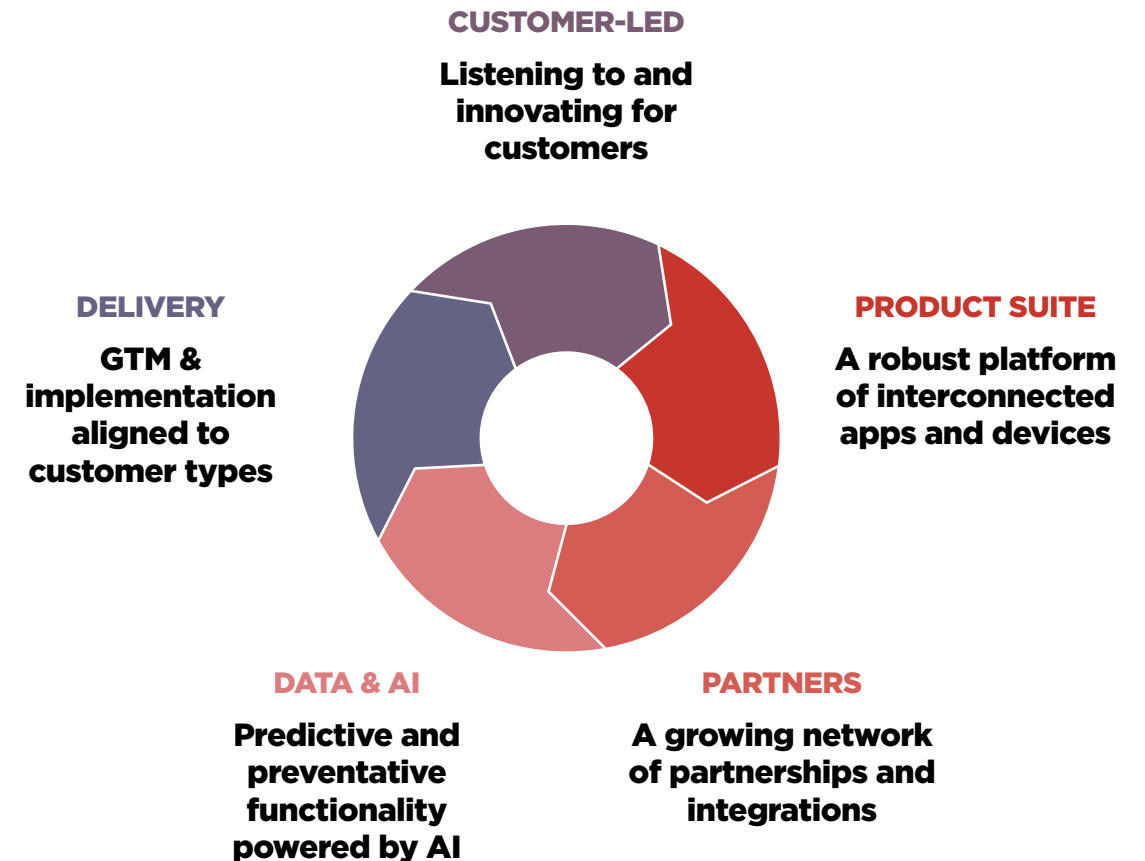 CUSTOMER-LED
Listening to and
innovating for
customers
PRODUCT SUITE
A robust platform
of interconnected
apps and devices
PARTNERS
A growing network
of partnerships and
integrations
DATA & AI
Predictive and
preventative
functionality
powered by AI
DELIVERY
GTM &
implementation
aligned to
customer types